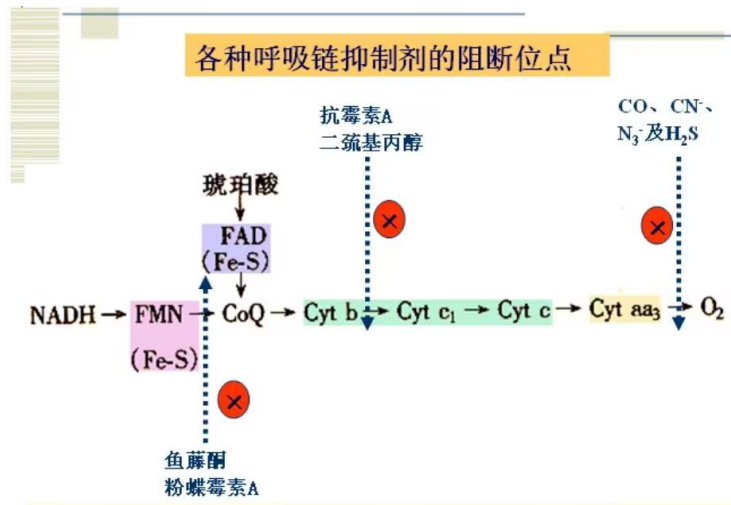 各种呼吸链抑制剂的阻断位点
抗霉素A
二巯基丙醇
CO、CN⁻、
N₃⁻及H₂S
琥珀酸
FAD
(Fe-S)
NADH→FMN→CoQ→Cyt b→Cyt c₁→Cyt c→Cyt aa₃→O₂
(Fe-S)
鱼藤酮
粉蝶霉素A